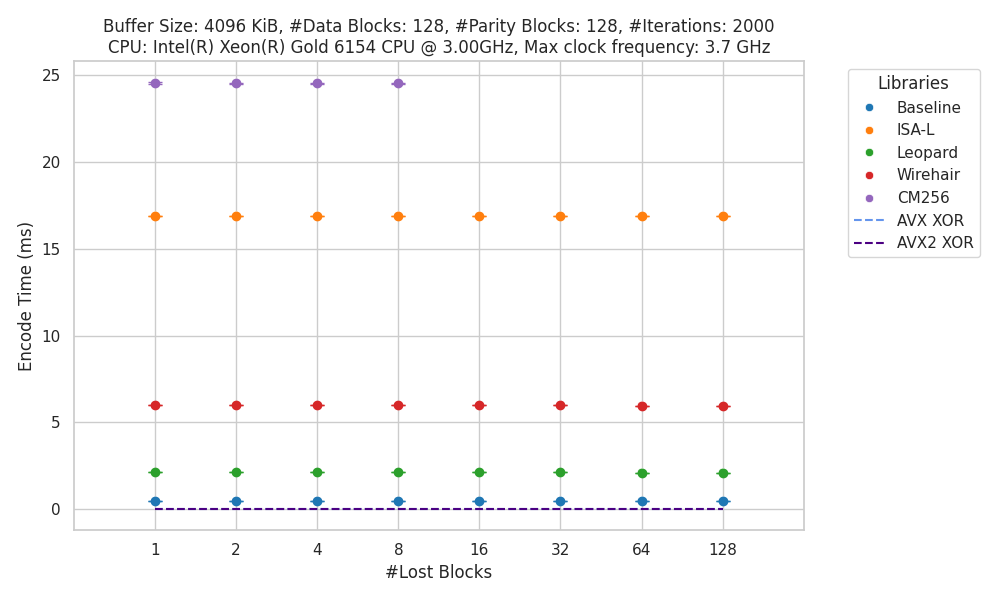 Buffer Size: 4096 KiB, #Data Blocks: 128, #Parity Blocks: 128, #Iterations: 2000
CPU: Intel(R) Xeon(R) Gold 6154 CPU @ 3.00GHz, Max clock frequency: 3.7 GHz
Encode Time (ms)
25
20
15
10
5
0
1 2 4 8 16 32 64 128
#Lost Blocks
Libraries
Baseline
ISA-L
Leopard
Wirehair
CM256
AVX XOR
AVX2 XOR